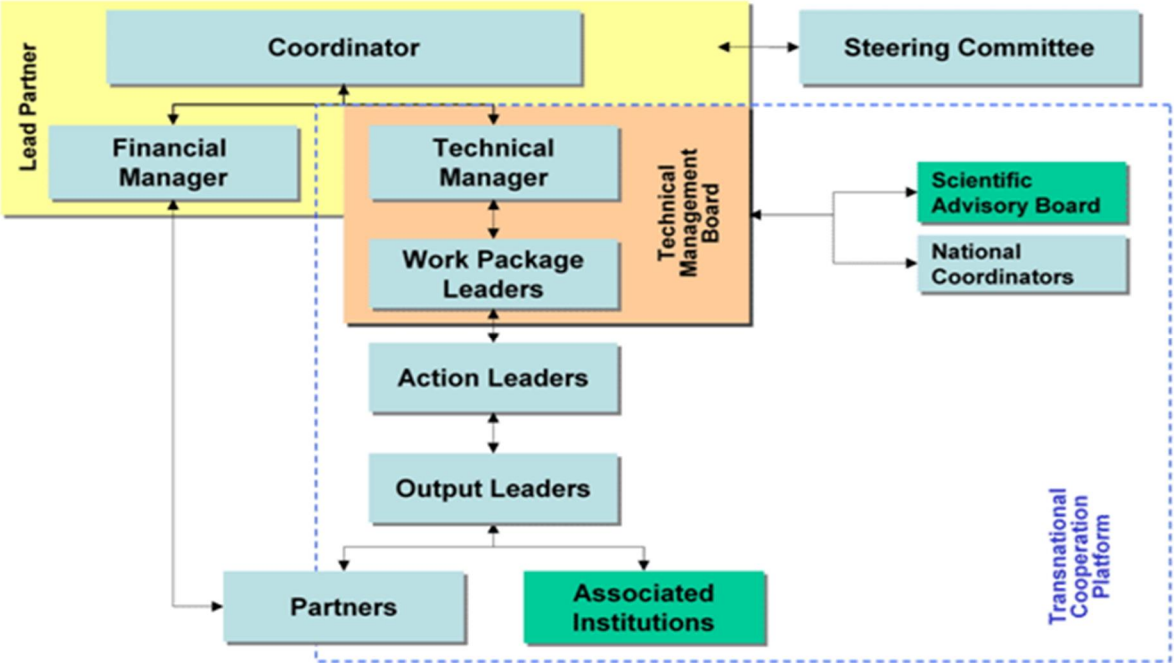 Lead Partner
Coordinator
Steering Committee
Financial
Manager
Technical
Manager
Technical
Management
Board
Scientific
Advisory Board
Work Package
Leaders
National
Coordinators
Action Leaders
Output Leaders
Transnational
Cooperation
Platform
Partners
Associated
Institutions